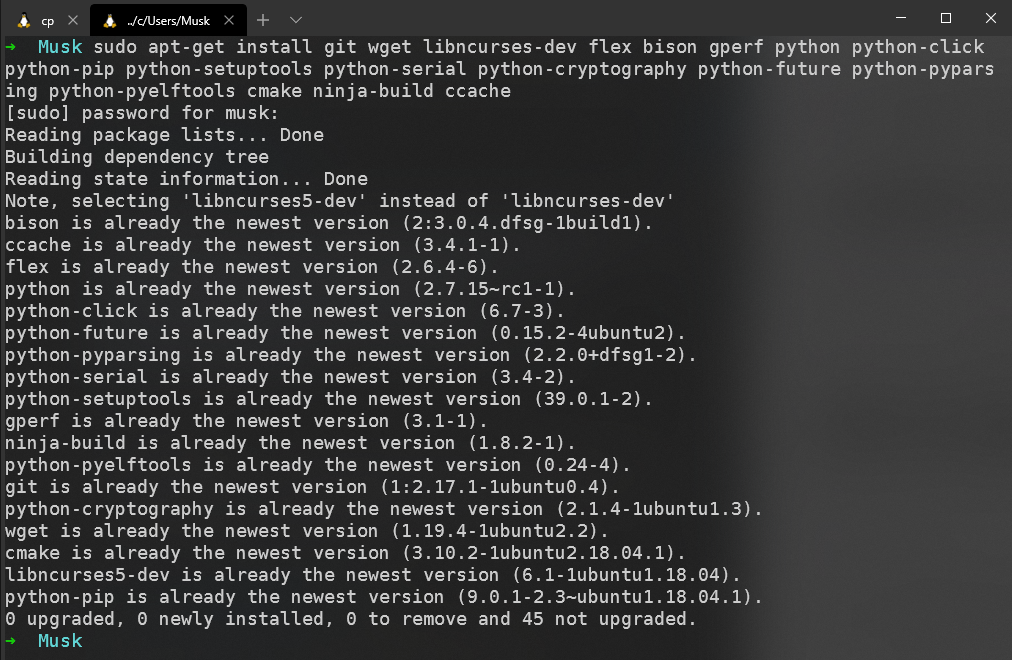 cp
../c/Users/Musk
→ Musk sudo apt-get install git wget libncurses-dev flex bison gperf python python-click
python-pip python-setuptools python-serial python-cryptography python-future python-pypars
ing python-pyelftools cmake ninja-build ccache
[sudo] password for musk:
Reading package lists... Done
Building dependency tree
Reading state information... Done
Note, selecting 'libncurses5-dev' instead of 'libncurses-dev'
bison is already the newest version (2:3.0.4.dfsg-1build1).
ccache is already the newest version (3.4.1-1).
flex is already the newest version (2.6.4-6).
python is already the newest version (2.7.15~rc1-1).
python-click is already the newest version (6.7-3).
python-future is already the newest version (0.15.2-4ubuntu2).
python-pyparsing is already the newest version (2.2.0+dfsg1-2).
python-serial is already the newest version (3.4-2).
python-setuptools is already the newest version (39.0.1-2).
gperf is already the newest version (3.1-1).
ninja-build is already the newest version (1.8.2-1).
python-pyelftools is already the newest version (0.24-4).
git is already the newest version (1:2.17.1-1ubuntu0.4).
python-cryptography is already the newest version (2.1.4-1ubuntu1.3).
wget is already the newest version (1.19.4-1ubuntu2.2).
cmake is already the newest version (3.10.2-1ubuntu2.18.04.1).
libncurses5-dev is already the newest version (6.1-1ubuntu1.18.04).
python-pip is already the newest version (9.0.1-2.3~ubuntu1.18.04.1).
0 upgraded, 0 newly installed, 0 to remove and 45 not upgraded.
→ Musk